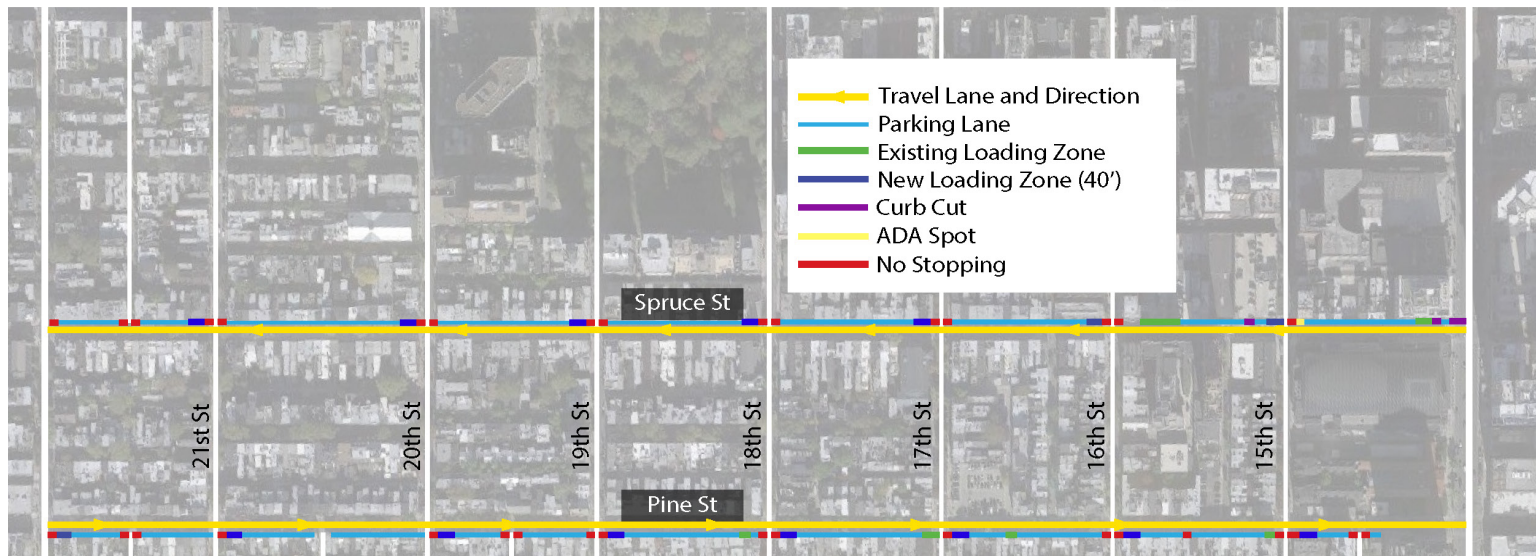 Travel Lane and Direction
Parking Lane
Existing Loading Zone
New Loading Zone (40’)
Curb Cut
ADA Spot
No Stopping
Spruce St
21st St
20th St
19th St
18th St
17th St
16th St
15th St
Pine St